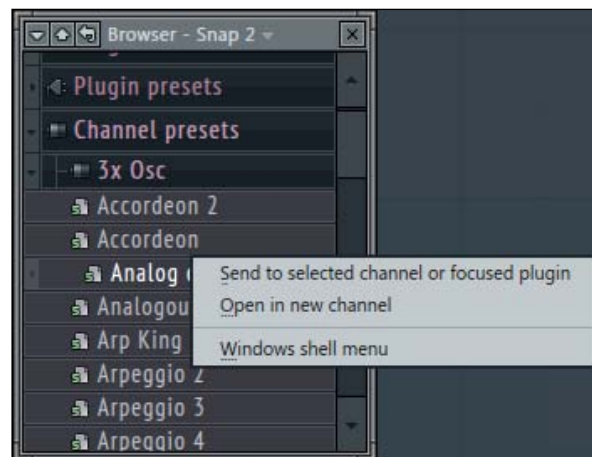 Browser - Snap 2
Plugin presets
Channel presets
3x Osc
Accordeon 2
Accordeon
Analog
Send to selected channel or focused plugin
Open in new channel
Arp King
Windows shell menu
Arpeggio 2
Arpeggio 3
Arpeggio 4